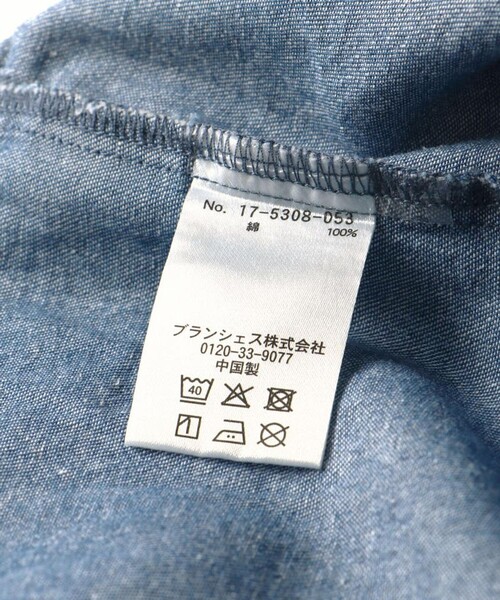 No. 17-5308-053
綿 100%
ブランシェス株式会社
0120-33-9077
中国製
40